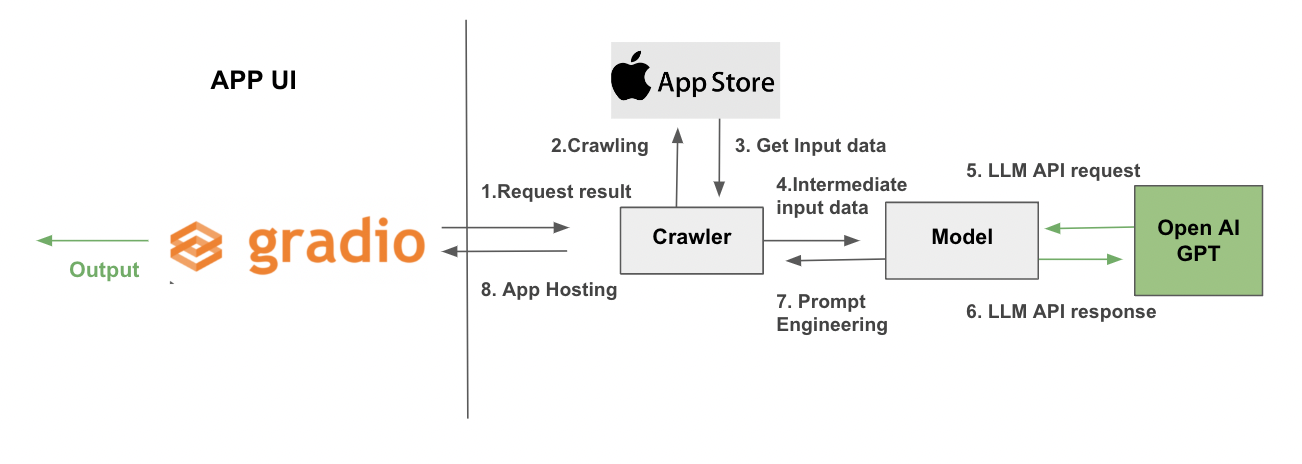 APP UI
App Store
2.Crawling
3. Get Input data
1.Request result
4.Intermediate
input data
5. LLM API request
Crawler
Model
Open AI
GPT
gradio
Output
8. App Hosting
7. Prompt
Engineering
6. LLM API response